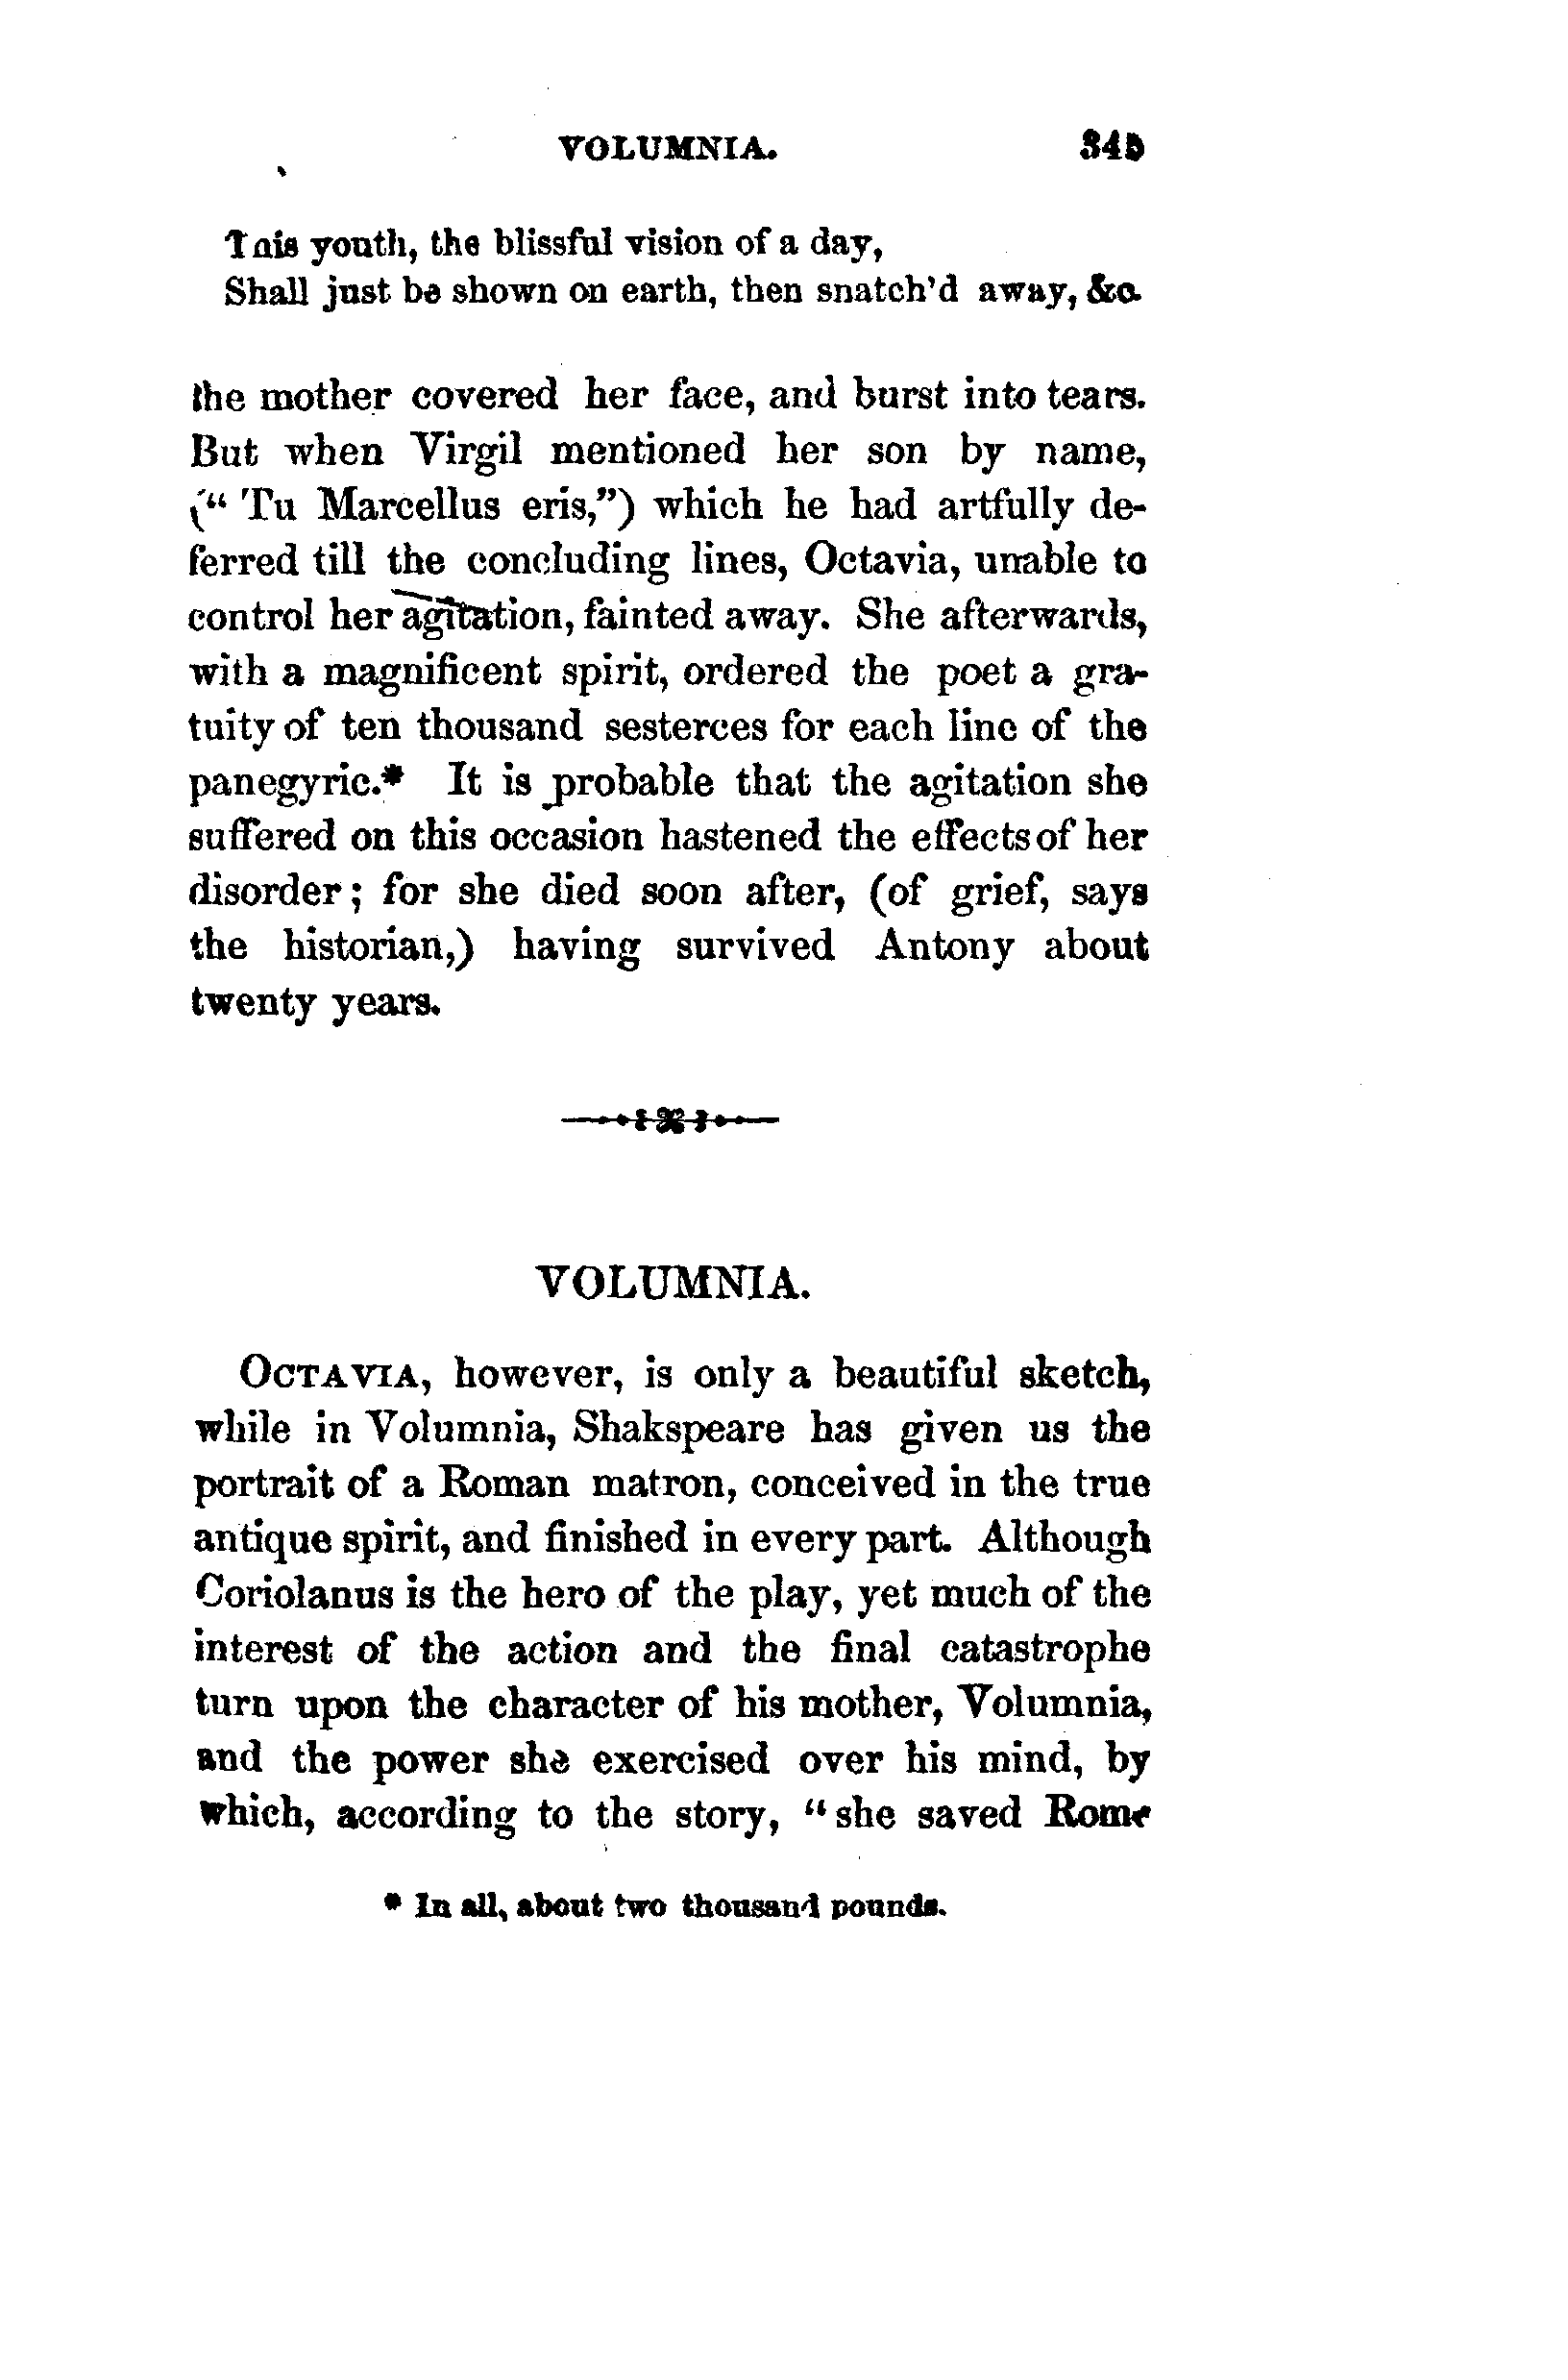 VOLUMNIA. 345
This youth, the blissful vision of a day,
Shall just be shown on earth, then snatch'd away, &c.
the mother covered her face, and burst into tears.
But when Virgil mentioned her son by name,
("Tu Marcellus eris,") which he had artfully de-
ferred till the concluding lines, Octavia, unable to
control her agitation, fainted away. She afterwards,
with a magnificent spirit, ordered the poet a gra-
tuity of ten thousand sesterces for each line of the
panegyric.* It is probable that the agitation she
suffered on this occasion hastened the effects of her
disorder; for she died soon after, (of grief, says
the historian,) having survived Antony about
twenty years.
VOLUMNIA.
OCTAVIA, however, is only a beautiful sketch,
while in Volumnia, Shakspeare has given us the
portrait of a Roman matron, conceived in the true
antique spirit, and finished in every part. Although
Coriolanus is the hero of the play, yet much of the
interest of the action and the final catastrophe
turn upon the character of his mother, Volumnia,
and the power she exercised over his mind, by
which, according to the story, "she saved Rome
* In all, about two thousand pounds.